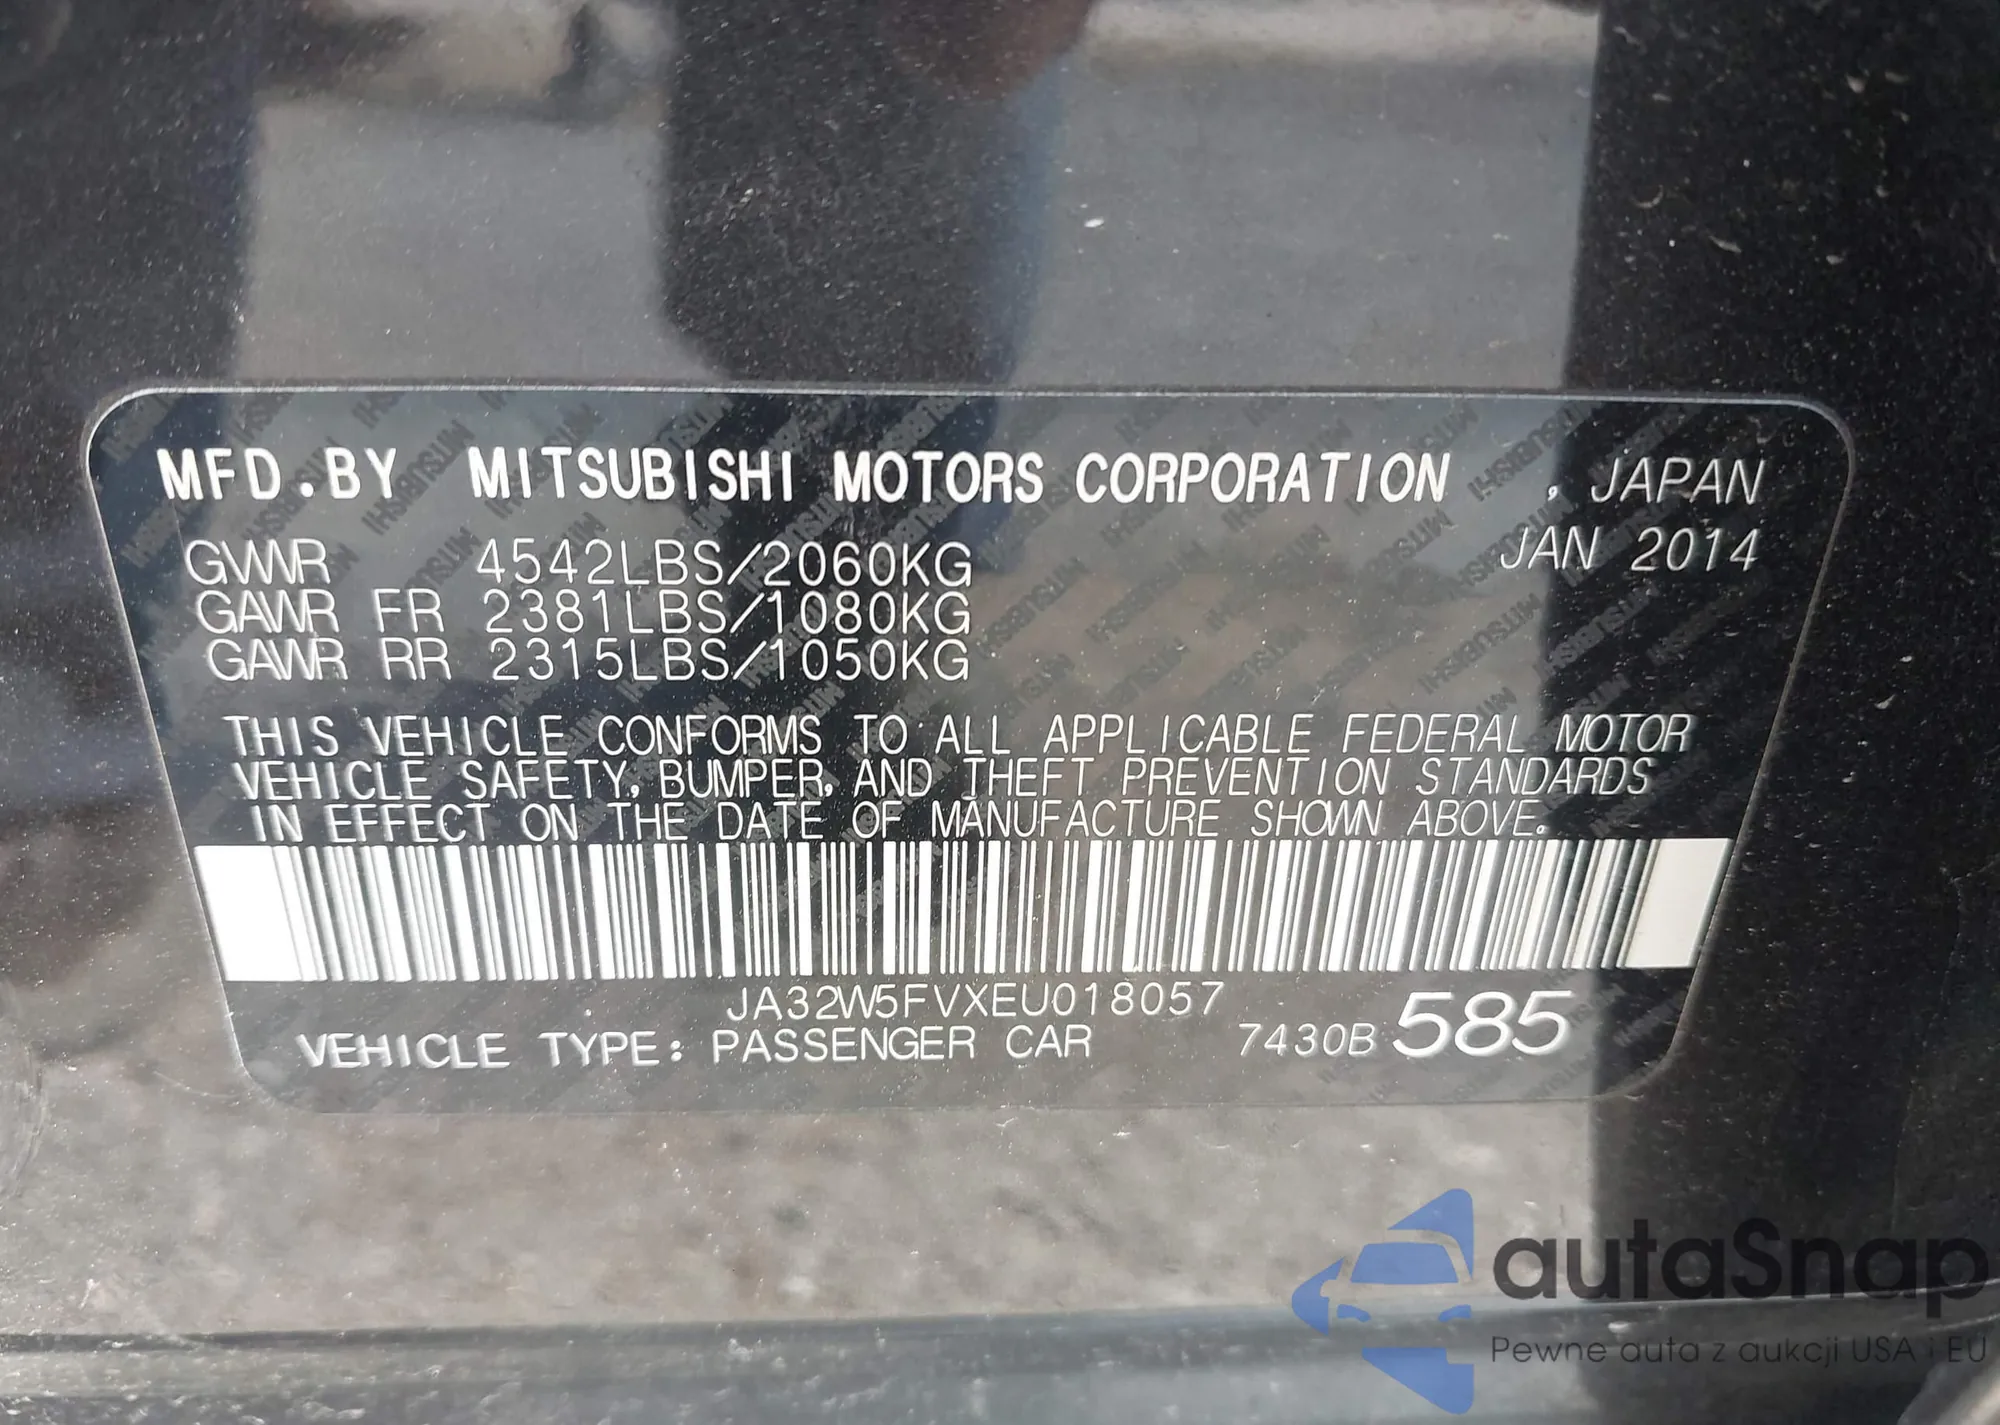 MFD.BY MITSUBISHI MOTORS CORPORATION , JAPAN
GVWR 4542LBS/2060KG JAN 2014
GAWR FR 2381LBS/1080KG
GAWR RR 2315LBS/1050KG
THIS VEHICLE CONFORMS TO ALL APPLICABLE FEDERAL MOTOR
VEHICLE SAFETY, BUMPER, AND THEFT PREVENTION STANDARDS
IN EFFECT ON THE DATE OF MANUFACTURE SHOWN ABOVE.
JA32W5FVXEU018057
VEHICLE TYPE: PASSENGER CAR 7430B 585
autaSnap
Pewne auta z aukcji USA i EU